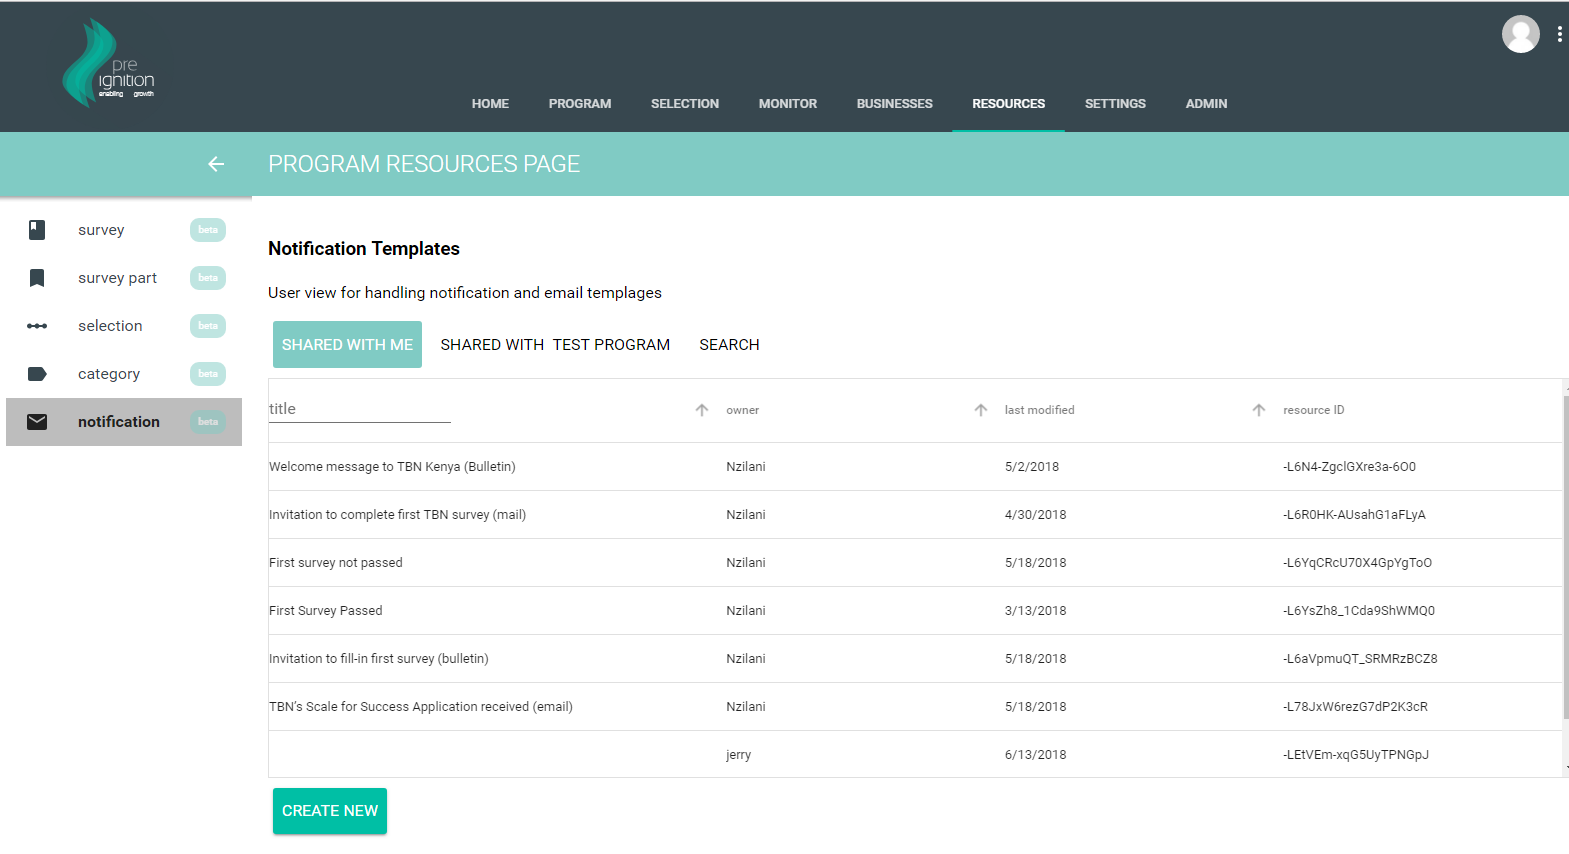 pre
ignition
enabling growth
HOME PROGRAM SELECTION MONITOR BUSINESSES RESOURCES SETTINGS ADMIN
PROGRAM RESOURCES PAGE
survey beta
survey part beta
selection beta
category beta
notification beta
Notification Templates
User view for handling notification and email templages
SHARED WITH ME SHARED WITH TEST PROGRAM SEARCH
title owner last modified resource ID
Welcome message to TBN Kenya (Bulletin) Nzilani 5/2/2018 -L6N4-ZgclGXre3a-6O0
Invitation to complete first TBN survey (mail) Nzilani 4/30/2018 -L6R0HK-AUsahG1aFLyA
First survey not passed Nzilani 5/18/2018 -L6YqCRcU70X4GpYgToO
First Survey Passed Nzilani 3/13/2018 -L6YsZh8_1Cda9ShWMQ0
Invitation to fill-in first survey (bulletin) Nzilani 5/18/2018 -L6aVpmuQT_SRMRzBCZ8
TBN’s Scale for Success Application received (email) Nzilani 5/18/2018 -L78JxW6rezG7dP2K3cR
jerry 6/13/2018 -LEtVEm-xqG5UyTPNGpJ
CREATE NEW